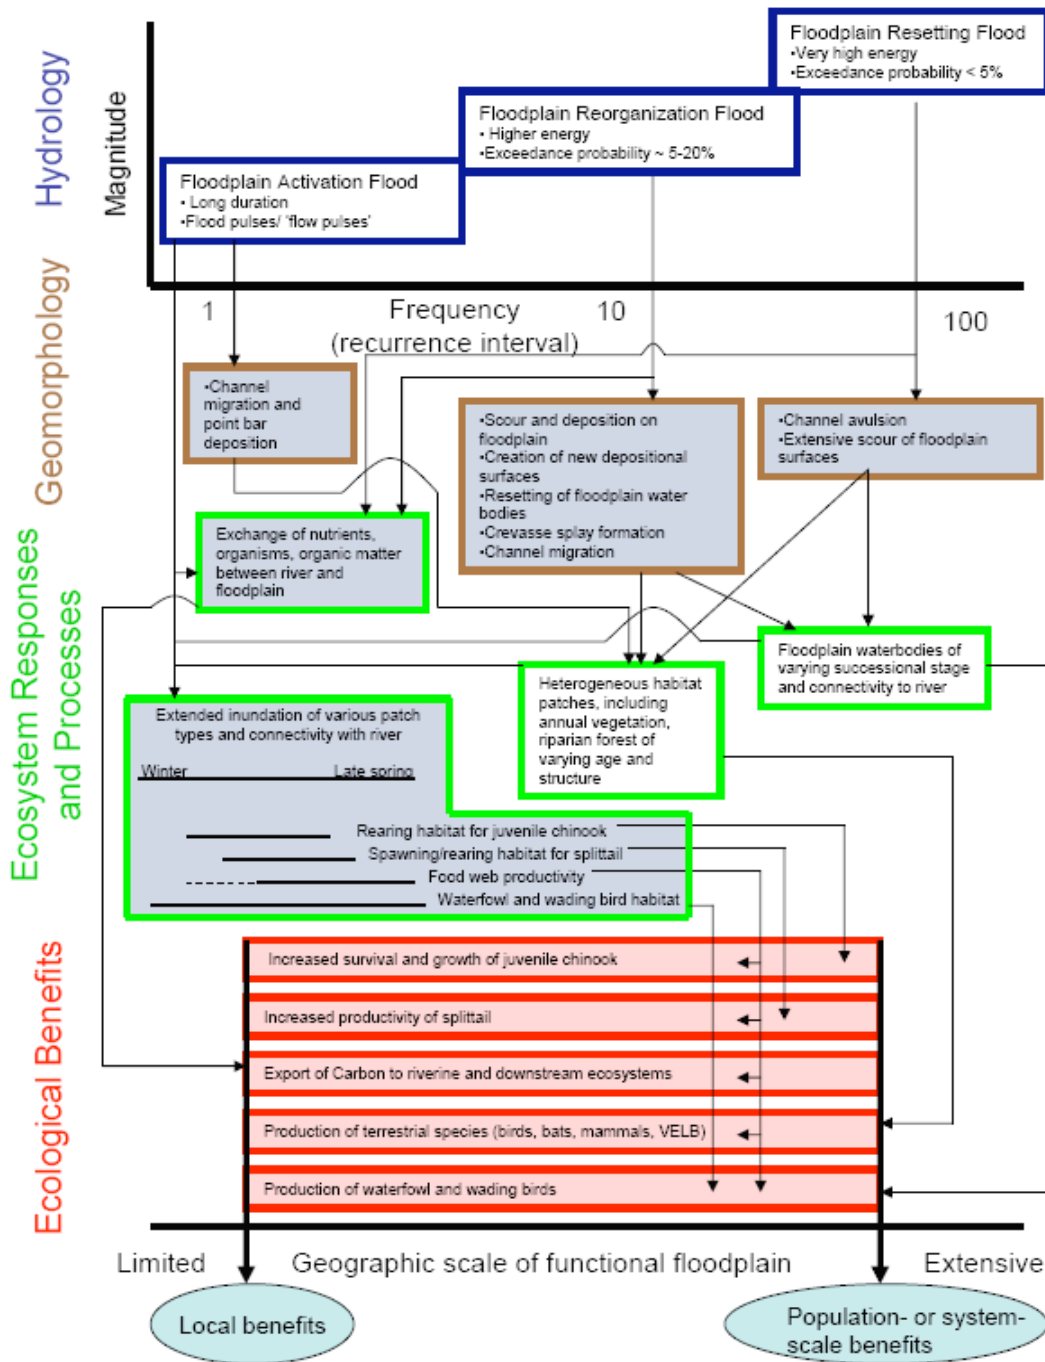 Hydrology
Magnitude
Floodplain Resetting Flood
•Very high energy
•Exceedance probability < 5%
Floodplain Reorganization Flood
• Higher energy
•Exceedance probability ~ 5-20%
Floodplain Activation Flood
• Long duration
•Flood pulses/ ‘flow pulses’
1
Frequency
(recurrence interval)
10
100
Geomorphology
•Channel
migration and
point bar
deposition
•Scour and deposition on
floodplain
•Creation of new depositional
surfaces
•Resetting of floodplain water
bodies
•Crevasse splay formation
•Channel migration
•Channel avulsion
•Extensive scour of floodplain
surfaces
Ecosystem Responses
and Processes
Exchange of nutrients,
organisms, organic matter
between river and
floodplain
Floodplain waterbodies of
varying successional stage
and connectivity to river
Heterogeneous habitat
patches, including
annual vegetation,
riparian forest of
varying age and
structure
Extended inundation of various patch
types and connectivity with river
Winter
Late spring
Rearing habitat for juvenile chinook
Spawning/rearing habitat for splittail
Food web productivity
Waterfowl and wading bird habitat
Ecological Benefits
Increased survival and growth of juvenile chinook
Increased productivity of splittail
Export of Carbon to riverine and downstream ecosystems
Production of terrestrial species (birds, bats, mammals, VELB)
Production of waterfowl and wading birds
Limited
Geographic scale of functional floodplain
Extensive
Local benefits
Population- or system-
scale benefits